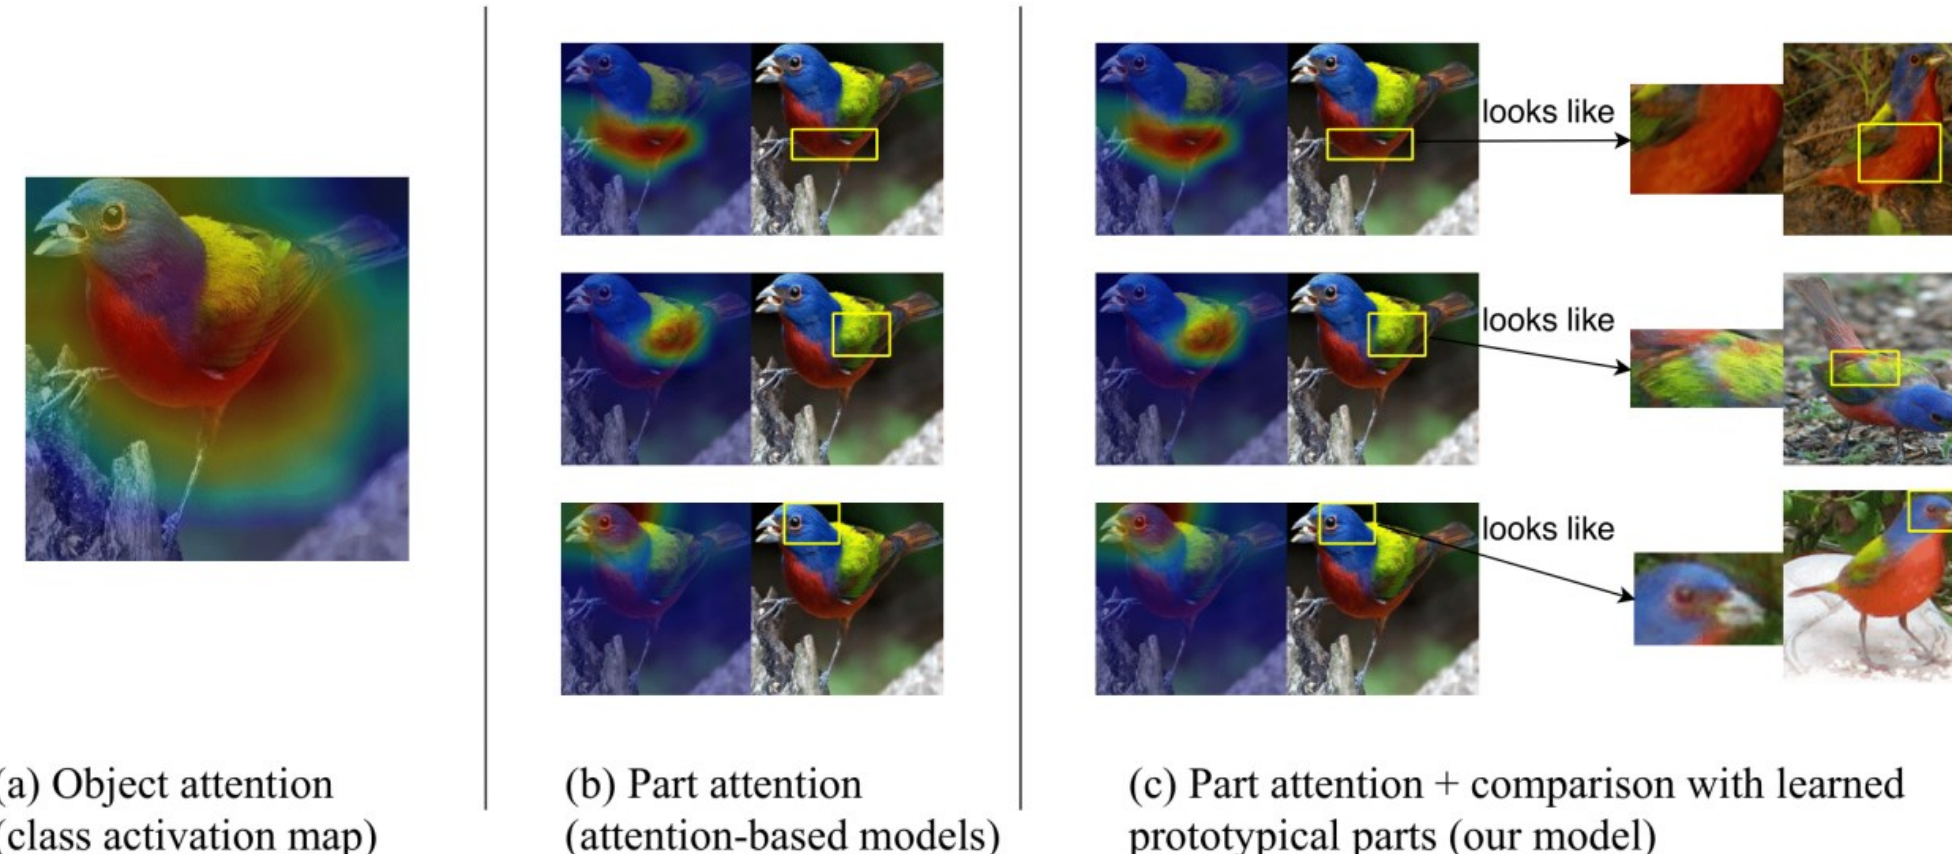 looks like
looks like
looks like
(a) Object attention
(class activation map)
(b) Part attention
(attention-based models)
(c) Part attention + comparison with learned
prototypical parts (our model)